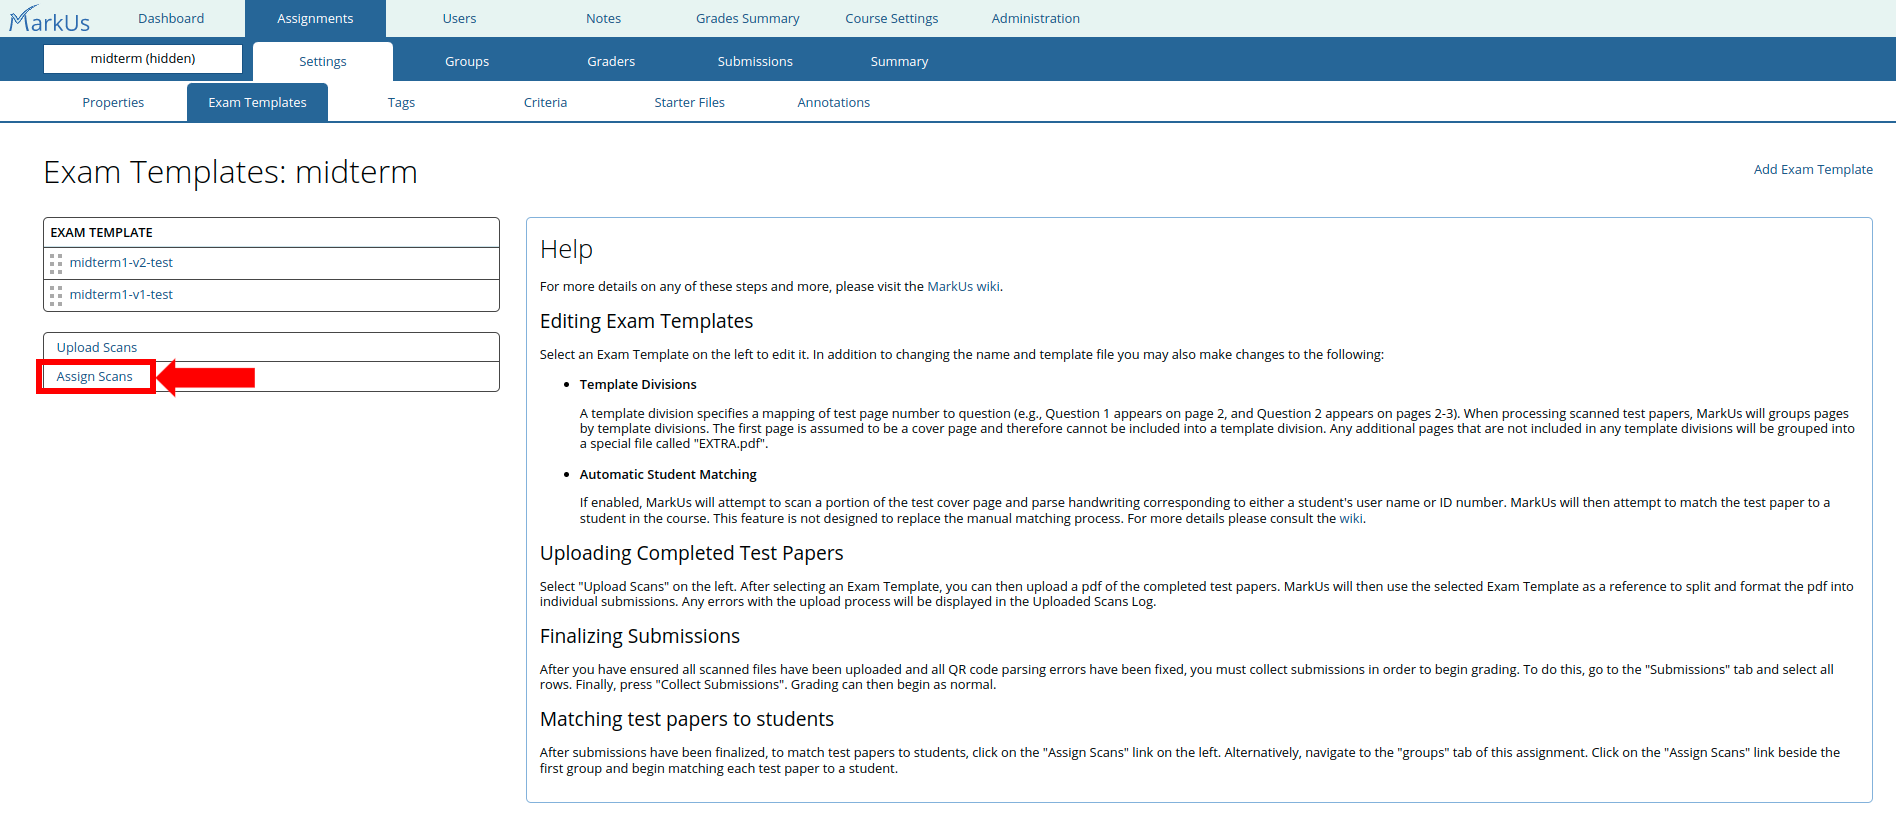 MarkUs
Dashboard Assignments Users Notes Grades Summary Course Settings Administration
midterm (hidden) Settings Groups Graders Submissions Summary
Properties Exam Templates Tags Criteria Starter Files Annotations
Exam Templates: midterm
Add Exam Template
EXAM TEMPLATE
midterm1-v2-test
midterm1-v1-test
Upload Scans
Assign Scans
Help
For more details on any of these steps and more, please visit the MarkUs wiki.
Editing Exam Templates
Select an Exam Template on the left to edit it. In addition to changing the name and template file you may also make changes to the following:
• Template Divisions
A template division specifies a mapping of test page number to question (e.g., Question 1 appears on page 2, and Question 2 appears on pages 2-3). When processing scanned test papers, MarkUs will groups pages
by template divisions. The first page is assumed to be a cover page and therefore cannot be included into a template division. Any additional pages that are not included in any template divisions will be grouped into
a special file called "EXTRA.pdf".
• Automatic Student Matching
If enabled, MarkUs will attempt to scan a portion of the test cover page and parse handwriting corresponding to either a student's user name or ID number. MarkUs will then attempt to match the test paper to a
student in the course. This feature is not designed to replace the manual matching process. For more details please consult the wiki.
Uploading Completed Test Papers
Select "Upload Scans" on the left. After selecting an Exam Template, you can then upload a pdf of the completed test papers. MarkUs will then use the selected Exam Template as a reference to split and format the pdf into
individual submissions. Any errors with the upload process will be displayed in the Uploaded Scans Log.
Finalizing Submissions
After you have ensured all scanned files have been uploaded and all QR code parsing errors have been fixed, you must collect submissions in order to begin grading. To do this, go to the "Submissions" tab and select all
rows. Finally, press "Collect Submissions". Grading can then begin as normal.
Matching test papers to students
After submissions have been finalized, to match test papers to students, click on the "Assign Scans" link on the left. Alternatively, navigate to the "groups" tab of this assignment. Click on the "Assign Scans" link beside the
first group and begin matching each test paper to a student.